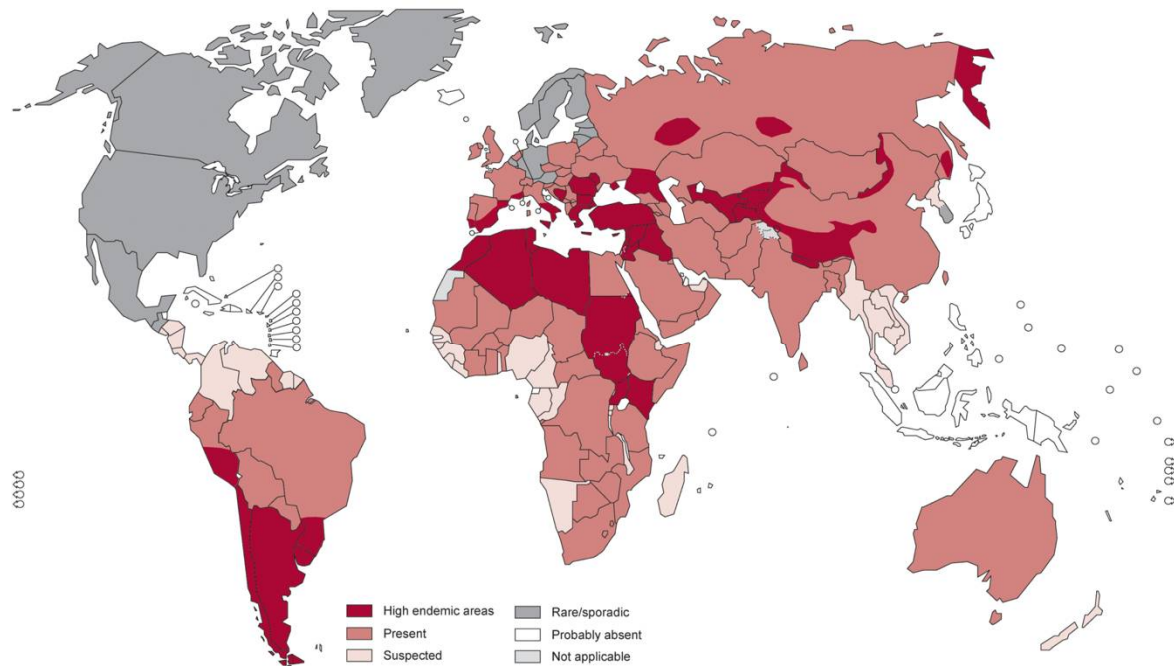 High endemic areas
Present
Suspected
Rare/sporadic
Probably absent
Not applicable